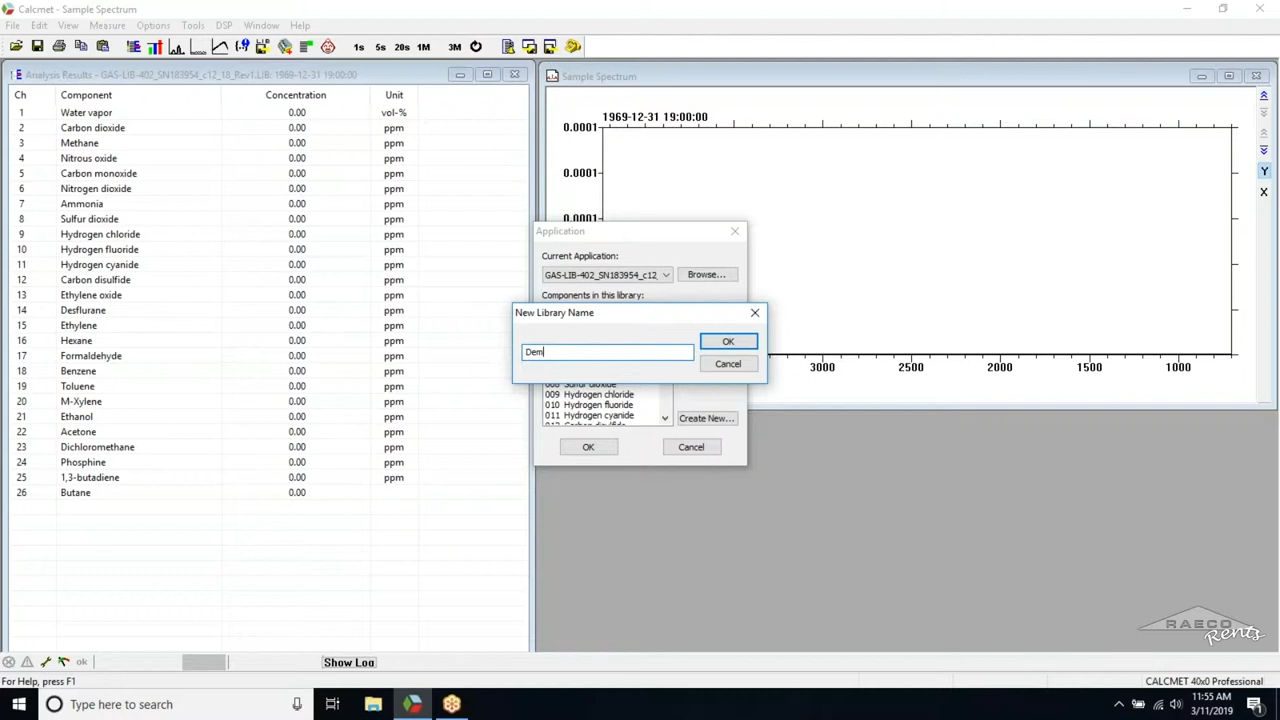 Calcmet - Sample Spectrum
File Edit View Measure Options Tools DSP Window Help
1s 5s 20s 1M 3M
Analysis Results - GAS-LIB-402_SN183954_c12_18_Rev1.LIB: 1969-12-31 19:00:00
Ch Component Concentration Unit
1 Water vapor 0.00 vol-%
2 Carbon dioxide 0.00 ppm
3 Methane 0.00 ppm
4 Nitrous oxide 0.00 ppm
5 Carbon monoxide 0.00 ppm
6 Nitrogen dioxide 0.00 ppm
7 Ammonia 0.00 ppm
8 Sulfur dioxide 0.00 ppm
9 Hydrogen chloride 0.00 ppm
10 Hydrogen fluoride 0.00 ppm
11 Hydrogen cyanide 0.00 ppm
12 Carbon disulfide 0.00 ppm
13 Ethylene oxide 0.00 ppm
14 Desflurane 0.00 ppm
15 Ethylene 0.00 ppm
16 Hexane 0.00 ppm
17 Formaldehyde 0.00 ppm
18 Benzene 0.00 ppm
19 Toluene 0.00 ppm
20 M-Xylene 0.00 ppm
21 Ethanol 0.00 ppm
22 Acetone 0.00 ppm
23 Dichloromethane 0.00 ppm
24 Phosphine 0.00 ppm
25 1,3-butadiene 0.00 ppm
26 Butane 0.00
Sample Spectrum
1969-12-31 19:00:00
0.0001
0.0001
0.0001
3000 2500 2000 1500 1000
Y
X
Application
Current Application:
GAS-LIB-402_SN183954_c12_ Browse...
Components in this library:
New Library Name
Dem
OK
Cancel
008 Sulfur dioxide
009 Hydrogen chloride
010 Hydrogen fluoride
011 Hydrogen cyanide
012 Carbon disulfide
Create New...
OK Cancel
RAECO
Rents
ok Show Log
For Help, press F1 CALCMET 40x0 Professional
Type here to search
11:55 AM
3/11/2019
1